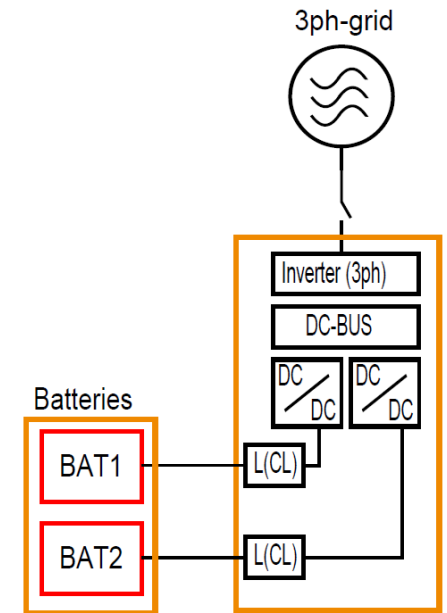 3ph-grid
Inverter (3ph)
DC-BUS
DC
DC
DC
DC
Batteries
BAT1
L(CL)
BAT2
L(CL)